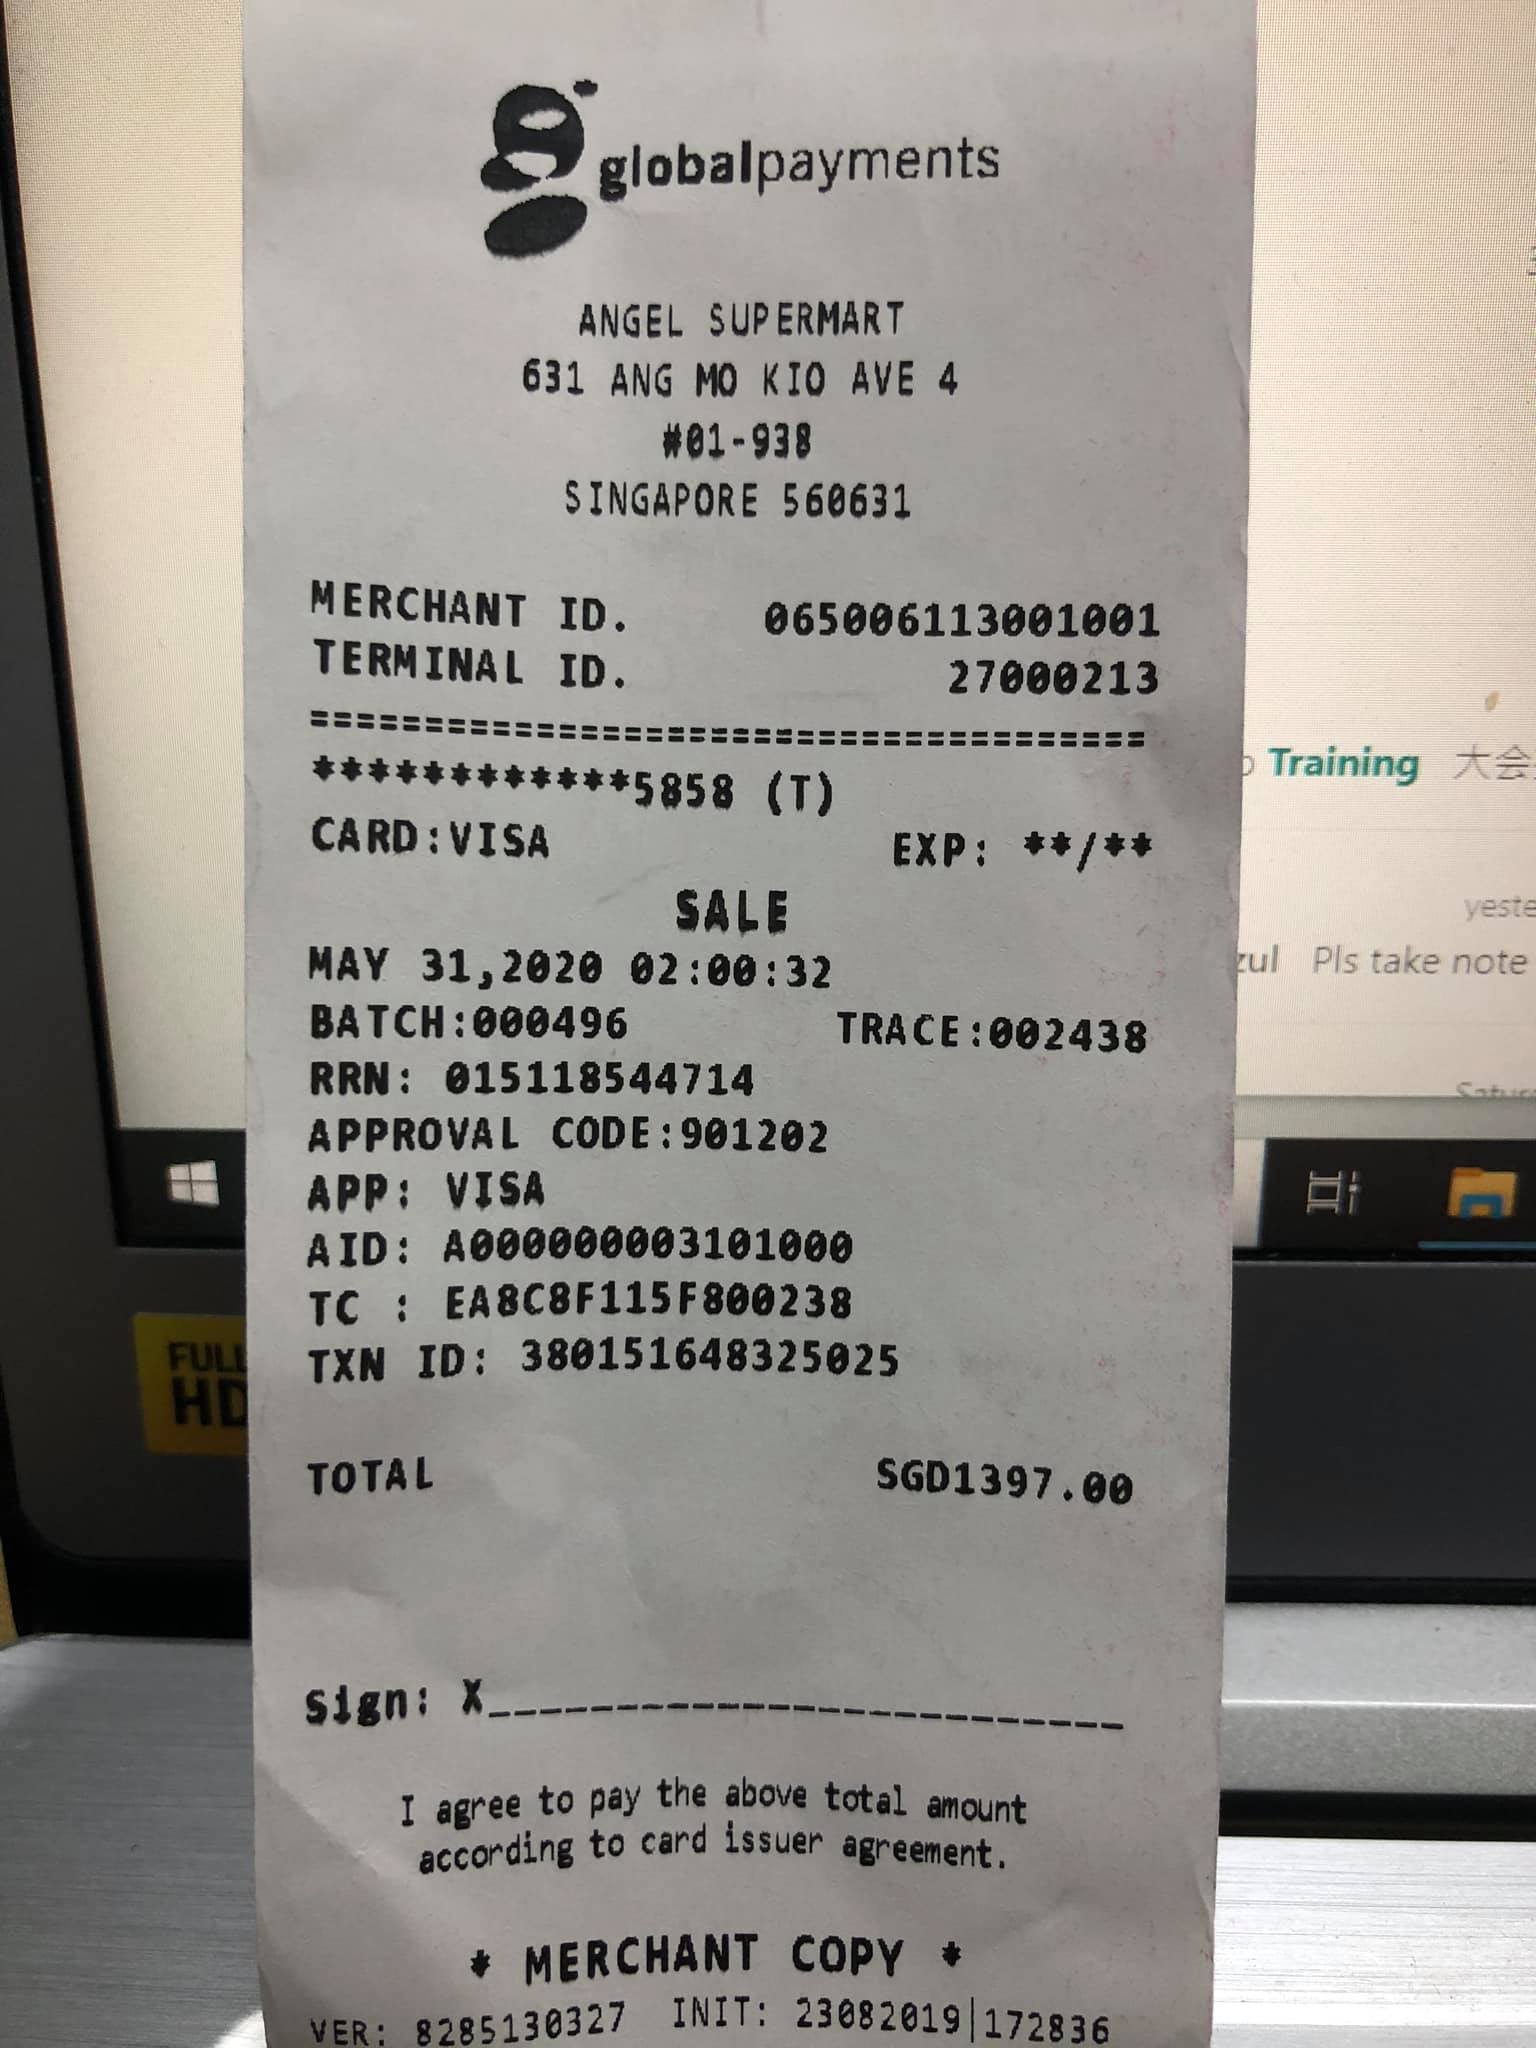 globalpayments
ANGEL SUPERMART
631 ANG MO KIO AVE 4
#01-938
SINGAPORE 560631
MERCHANT ID. 065006113001001
TERMINAL ID. 27000213
=====================================
************5858 (T)
CARD:VISA EXP: **/**
SALE
MAY 31,2020 02:00:32
BATCH:000496 TRACE:002438
RRN: 015118544714
APPROVAL CODE:901202
APP: VISA
AID: A0000000003101000
TC : EA8C8F115F800238
TXN ID: 380151648325025
TOTAL SGD1397.00
Sign: X________________________
I agree to pay the above total amount
according to card issuer agreement.
* MERCHANT COPY *
VER: 8285130327 INIT: 23082019|172836
Training 大会
Pls take note
FULL
HD